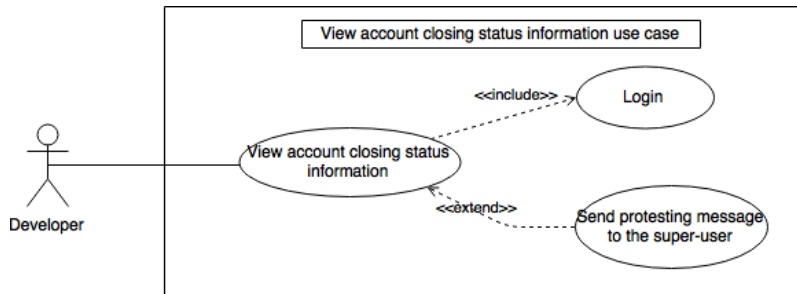 View account closing status information use case
<<include>>
Login
View account closing status
information
<<extend>>
Send protesting message
to the super-user
Developer